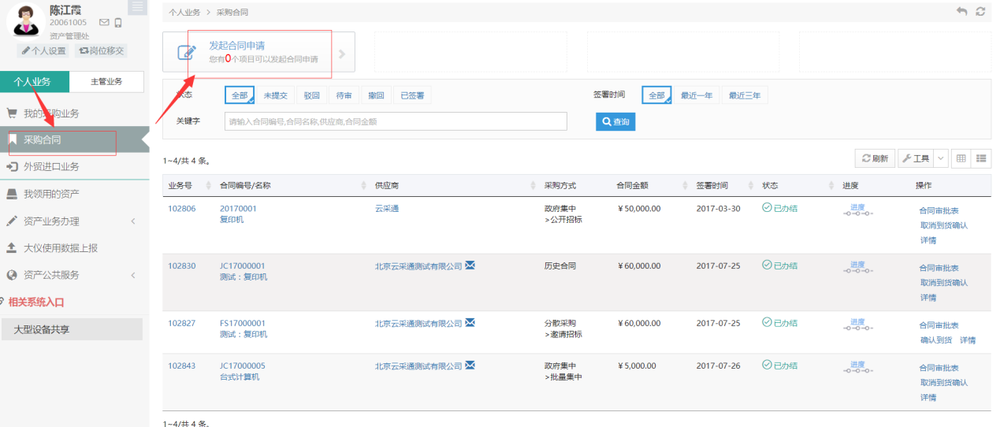 陈江霞
20061005
资产管理处
个人设置 岗位移交
个人业务 主管业务
我的采购业务
采购合同
外贸进口业务
我领用的资产
资产业务办理
大仪使用数据上报
资产公共服务
相关系统入口
大型设备共享
个人业务 > 采购合同
发起合同申请
您有0个项目可以发起合同申请
状态 全部 未提交 驳回 待审 撤回 已签署 签署时间 全部 最近一年 最近三年
关键字 请输入合同编号,合同名称,供应商,合同金额 查询
1~4/共 4 条。 刷新 工具
业务号 合同编号/名称 供应商 采购方式 合同金额 签署时间 状态 进度 操作
102806 20170001 云采通 政府集中 ¥50,000.00 2017-03-30 已办结 进度 合同审批表
复印机 >公开招标 取消到货确认
详情
102830 JC17000001 北京云采通测试有限公司 历史合同 ¥60,000.00 2017-07-25 已办结 进度 合同审批表
测试：复印机 取消到货确认
详情
102827 FS17000001 北京云采通测试有限公司 分散采购 ¥60,000.00 2017-07-25 已办结 进度 合同审批表
测试：复印机 >邀请招标 确认到货 详情
102843 JC17000005 北京云采通测试有限公司 政府集中 ¥5,000.00 2017-07-26 已办结 进度 合同审批表
台式计算机 >批量集中 取消到货确认
详情
1~4/共 4 条。